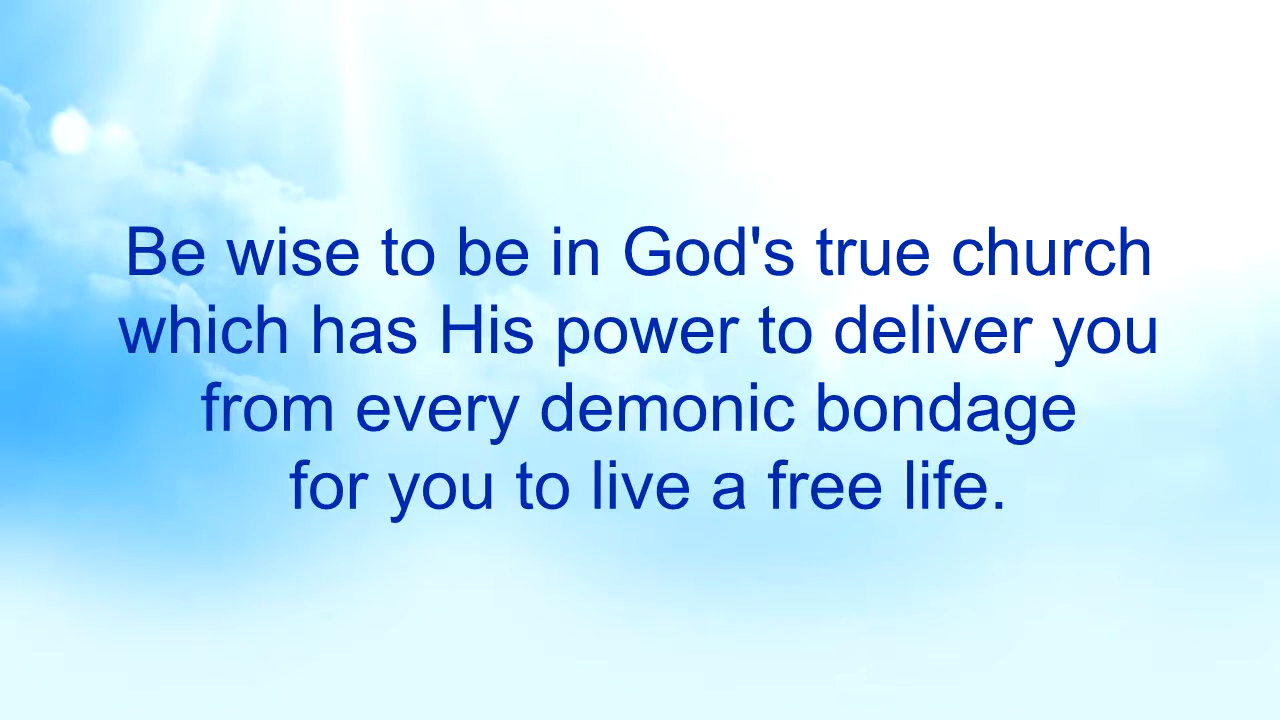 Be wise to be in God's true church
which has His power to deliver you
from every demonic bondage
for you to live a free life.